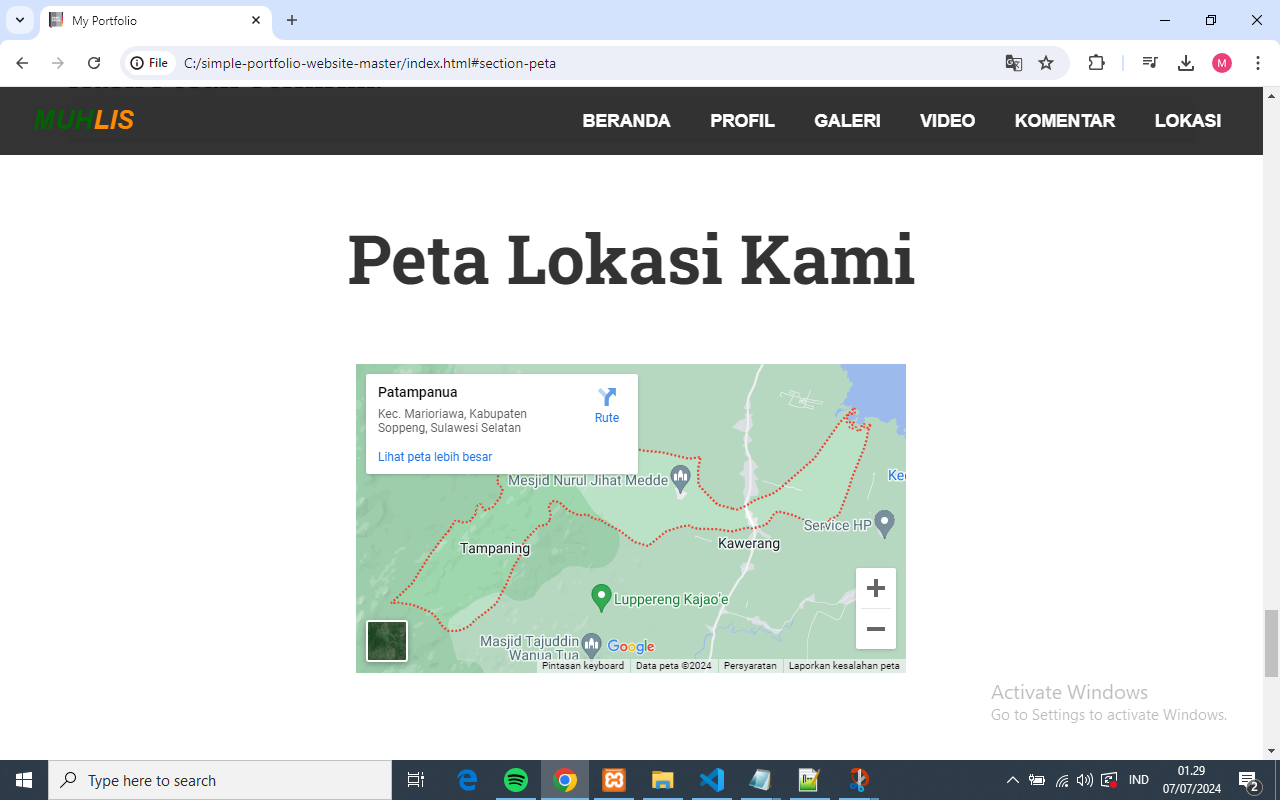 My Portfolio
File
C:/simple-portfolio-website-master/index.html#section-peta
M
MUHLIS
BERANDA
PROFIL
GALERI
VIDEO
KOMENTAR
LOKASI
Peta Lokasi Kami
Patampanua
Kec. Marioriawa, Kabupaten
Soppeng, Sulawesi Selatan
Rute
Lihat peta lebih besar
Mesjid Nurul Jihat Medde
Kec
Service HP
Tampaning
Kawerang
Luppereng Kajao'e
Masjid Tajuddin
Wanua Tua
Google
Pintasan keyboard
Data peta ©2024
Persyaratan
Laporkan kesalahan peta
Activate Windows
Go to Settings to activate Windows.
Type here to search
IND
01.29
07/07/2024
2